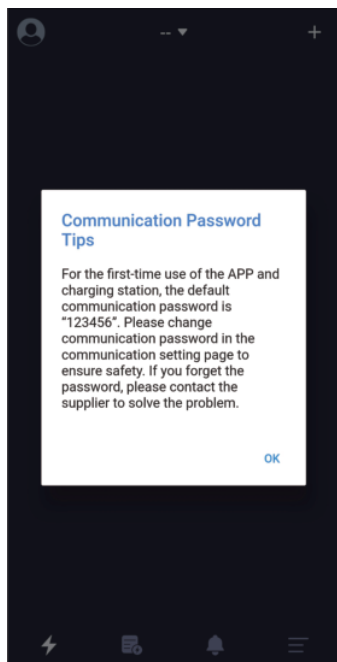 --
Communication Password
Tips
For the first-time use of the APP and
charging station, the default
communication password is
“123456”. Please change
communication password in the
communication setting page to
ensure safety. If you forget the
password, please contact the
supplier to solve the problem.
OK